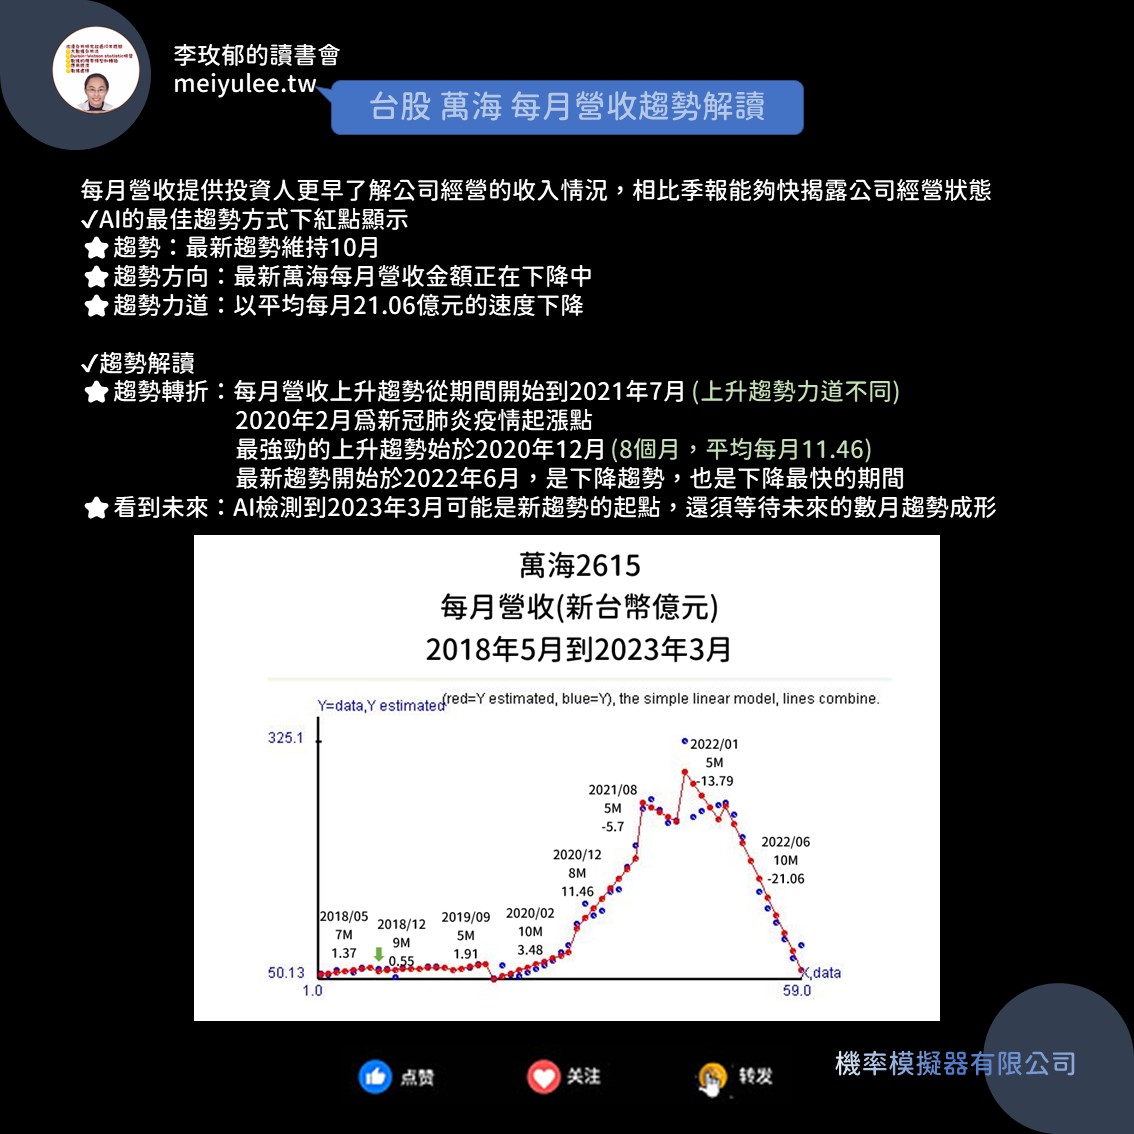 李玫郁的讀書會
meiyulee.tw
台股 萬海 每月營收趨勢解讀
每月營收提供投資人更早了解公司經營的收入情況，相比季報能夠快揭露公司經營狀態
✓AI的最佳趨勢方式下紅點顯示
★ 趨勢：最新趨勢維持10月
★ 趨勢方向：最新萬海每月營收金額正在下降中
★ 趨勢力道：以平均每月21.06億元的速度下降
✓趨勢解讀
★ 趨勢轉折：每月營收上升趨勢從期間開始到2021年7月 (上升趨勢力道不同)
2020年2月爲新冠肺炎疫情起漲點
最強勁的上升趨勢始於2020年12月 (8個月，平均每月11.46)
最新趨勢開始於2022年6月，是下降趨勢，也是下降最快的期間
★ 看到未來：AI檢測到2023年3月可能是新趨勢的起點，還須等待未來的數月趨勢成形
萬海2615
每月營收(新台幣億元)
2018年5月到2023年3月
Y=data,Y estimated
(red=Y estimated, blue=Y), the simple linear model, lines combine.
325.1
2022/01
5M
-13.79
2021/08
5M
-5.7
2022/06
10M
-21.06
2020/12
8M
11.46
2018/05
7M
1.37
2018/12
9M
0.55
2019/09
5M
1.91
2020/02
10M
3.48
50.13
X,data
1.0
59.0
機率模擬器有限公司
点赞
关注
转发